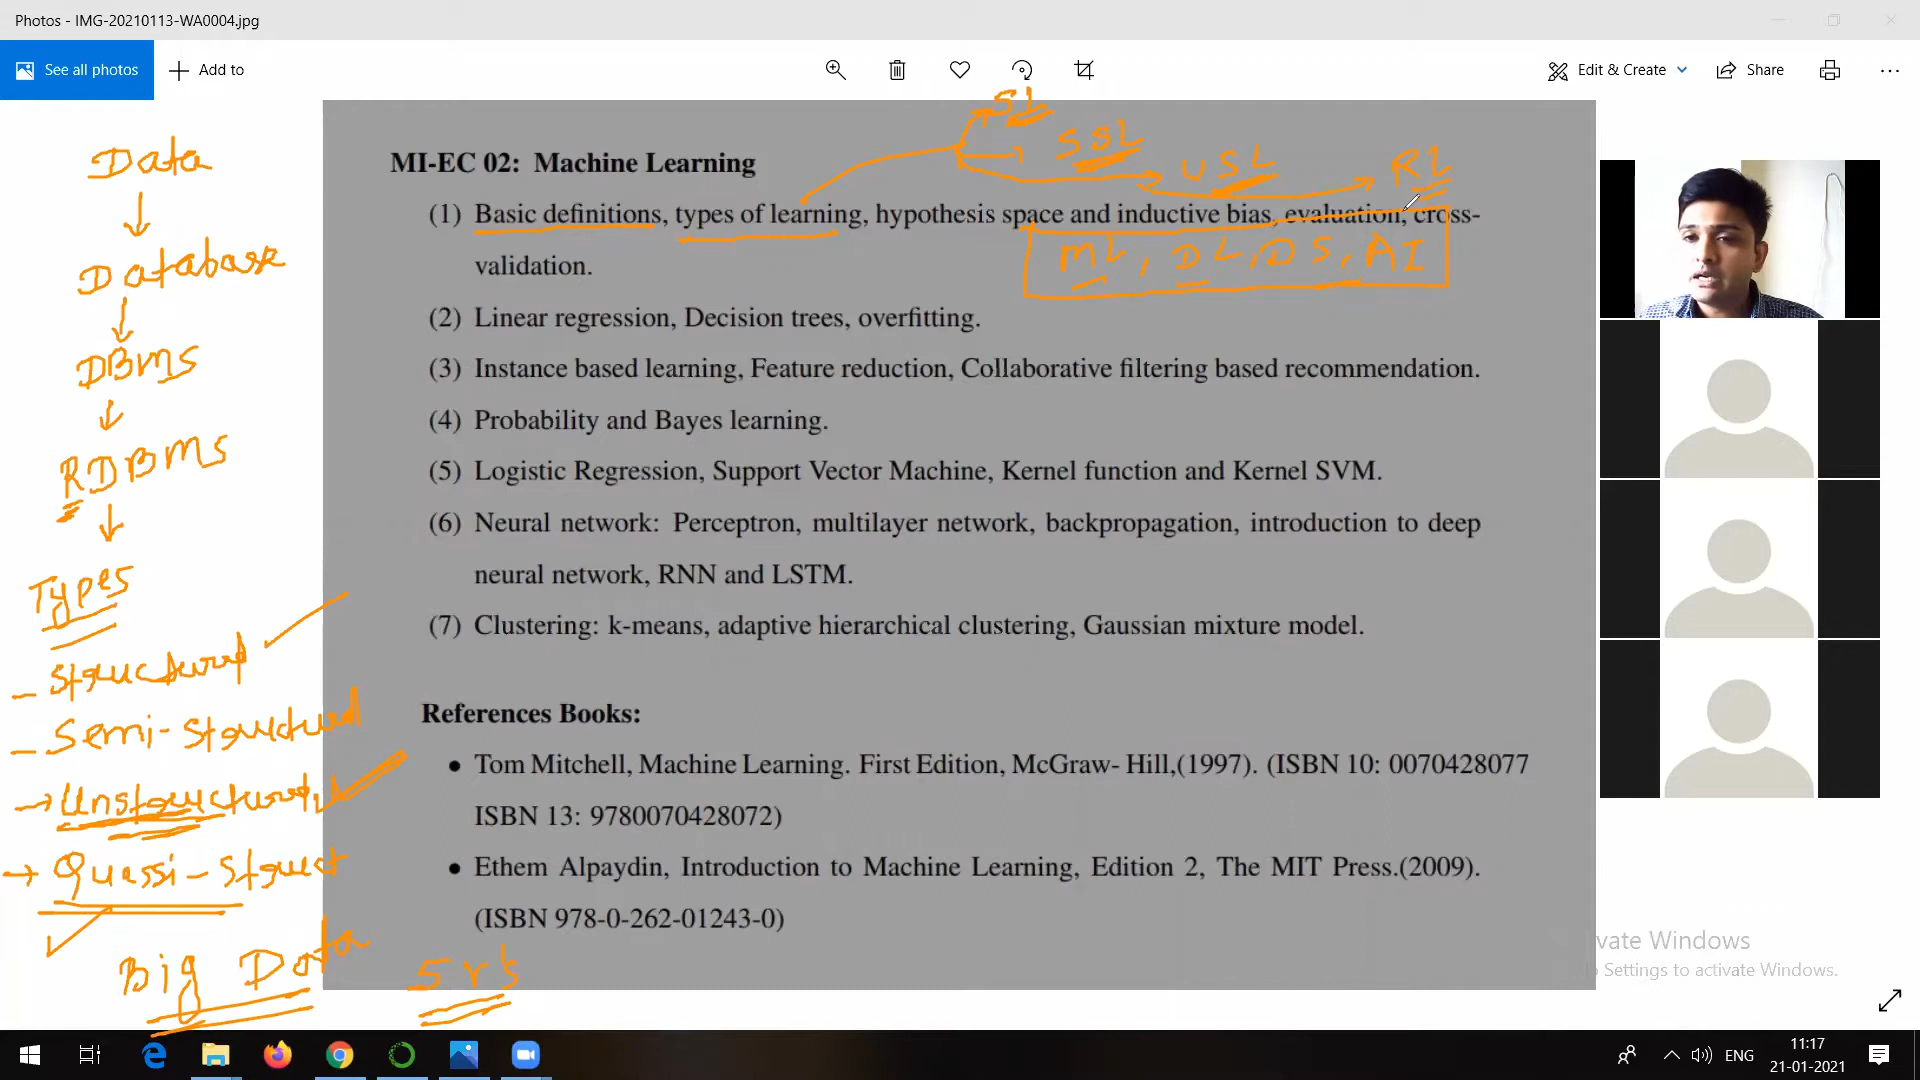 Photos - IMG-20210113-WA0004.jpg
See all photos
Add to
Edit & Create
Share
SL
SSL
USL
RL
MI-EC 02: Machine Learning
(1) Basic definitions, types of learning, hypothesis space and inductive bias, evaluation, cross-
validation.
ML, DL, DS, AI
(2) Linear regression, Decision trees, overfitting.
(3) Instance based learning, Feature reduction, Collaborative filtering based recommendation.
(4) Probability and Bayes learning.
(5) Logistic Regression, Support Vector Machine, Kernel function and Kernel SVM.
(6) Neural network: Perceptron, multilayer network, backpropagation, introduction to deep
neural network, RNN and LSTM.
(7) Clustering: k-means, adaptive hierarchical clustering, Gaussian mixture model.
References Books:
• Tom Mitchell, Machine Learning. First Edition, McGraw- Hill,(1997). (ISBN 10: 0070428077
ISBN 13: 9780070428072)
• Ethem Alpaydin, Introduction to Machine Learning, Edition 2, The MIT Press.(2009).
(ISBN 978-0-262-01243-0)
Data
Database
DBMS
RDBMS
Types
- Structured
- Semi-Structured
→ Unstructured
→ Quassi-Struct
Big Data
5 V's
vate Windows
Settings to activate Windows.
ENG
11:17
21-01-2021